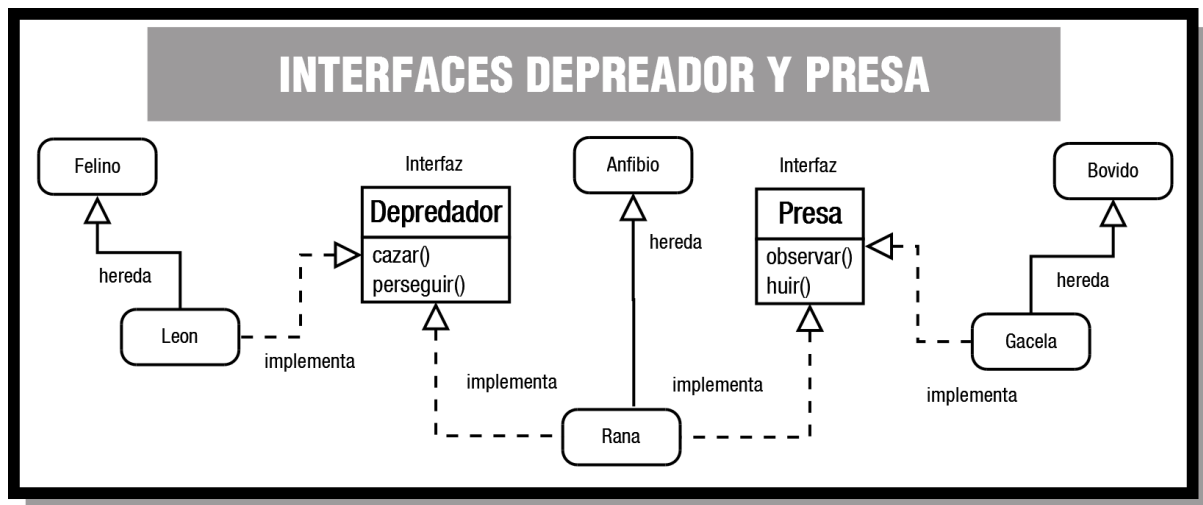 INTERFACES DEPREADOR Y PRESA
Felino
Interfaz
Anfibio
Interfaz
Bovido
Depredador
cazar()
perseguir()
Presa
observar()
huir()
hereda
hereda
hereda
Leon
implementa
Gacela
implementa
implementa
implementa
Rana